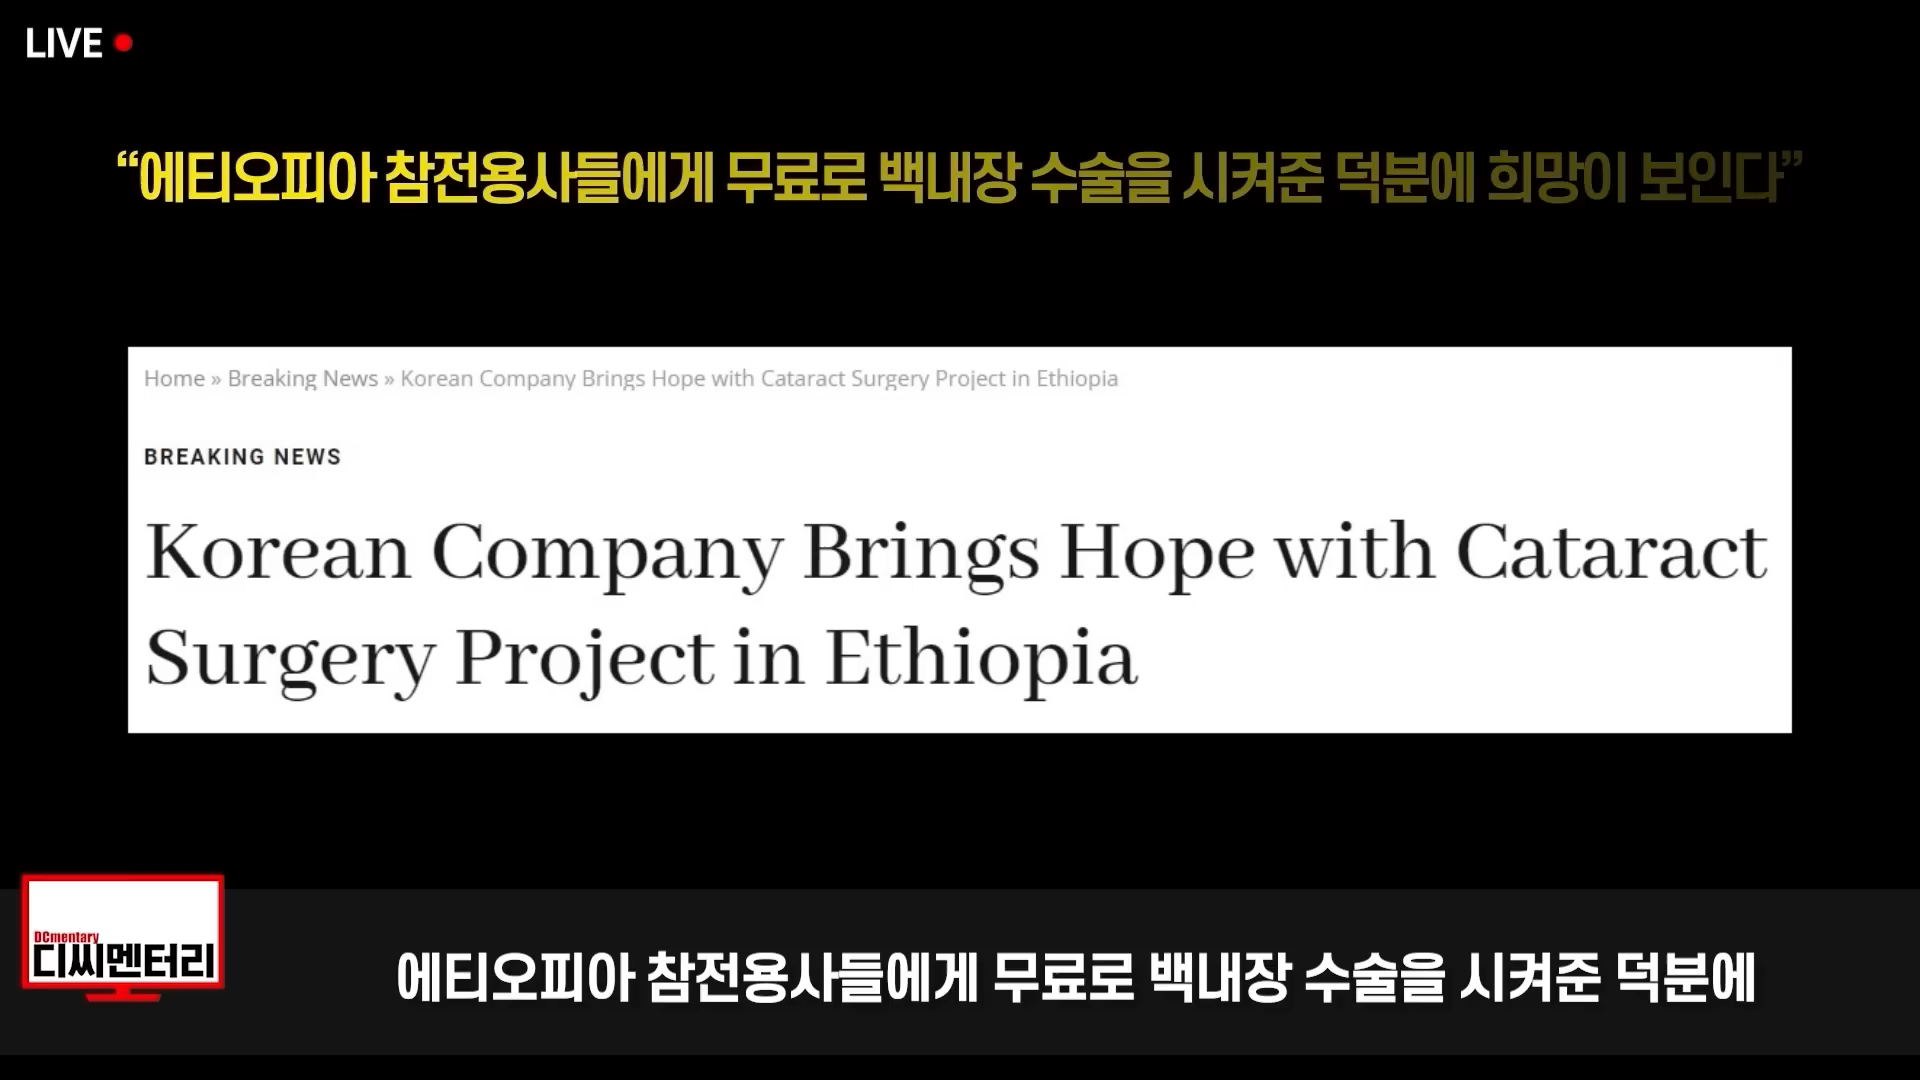 LIVE
“에티오피아 참전용사들에게 무료로 백내장 수술을 시켜준 덕분에 희망이 보인다”
Home » Breaking News » Korean Company Brings Hope with Cataract Surgery Project in Ethiopia
BREAKING NEWS
Korean Company Brings Hope with Cataract
Surgery Project in Ethiopia
DCmentary
디씨멘터리
에티오피아 참전용사들에게 무료로 백내장 수술을 시켜준 덕분에